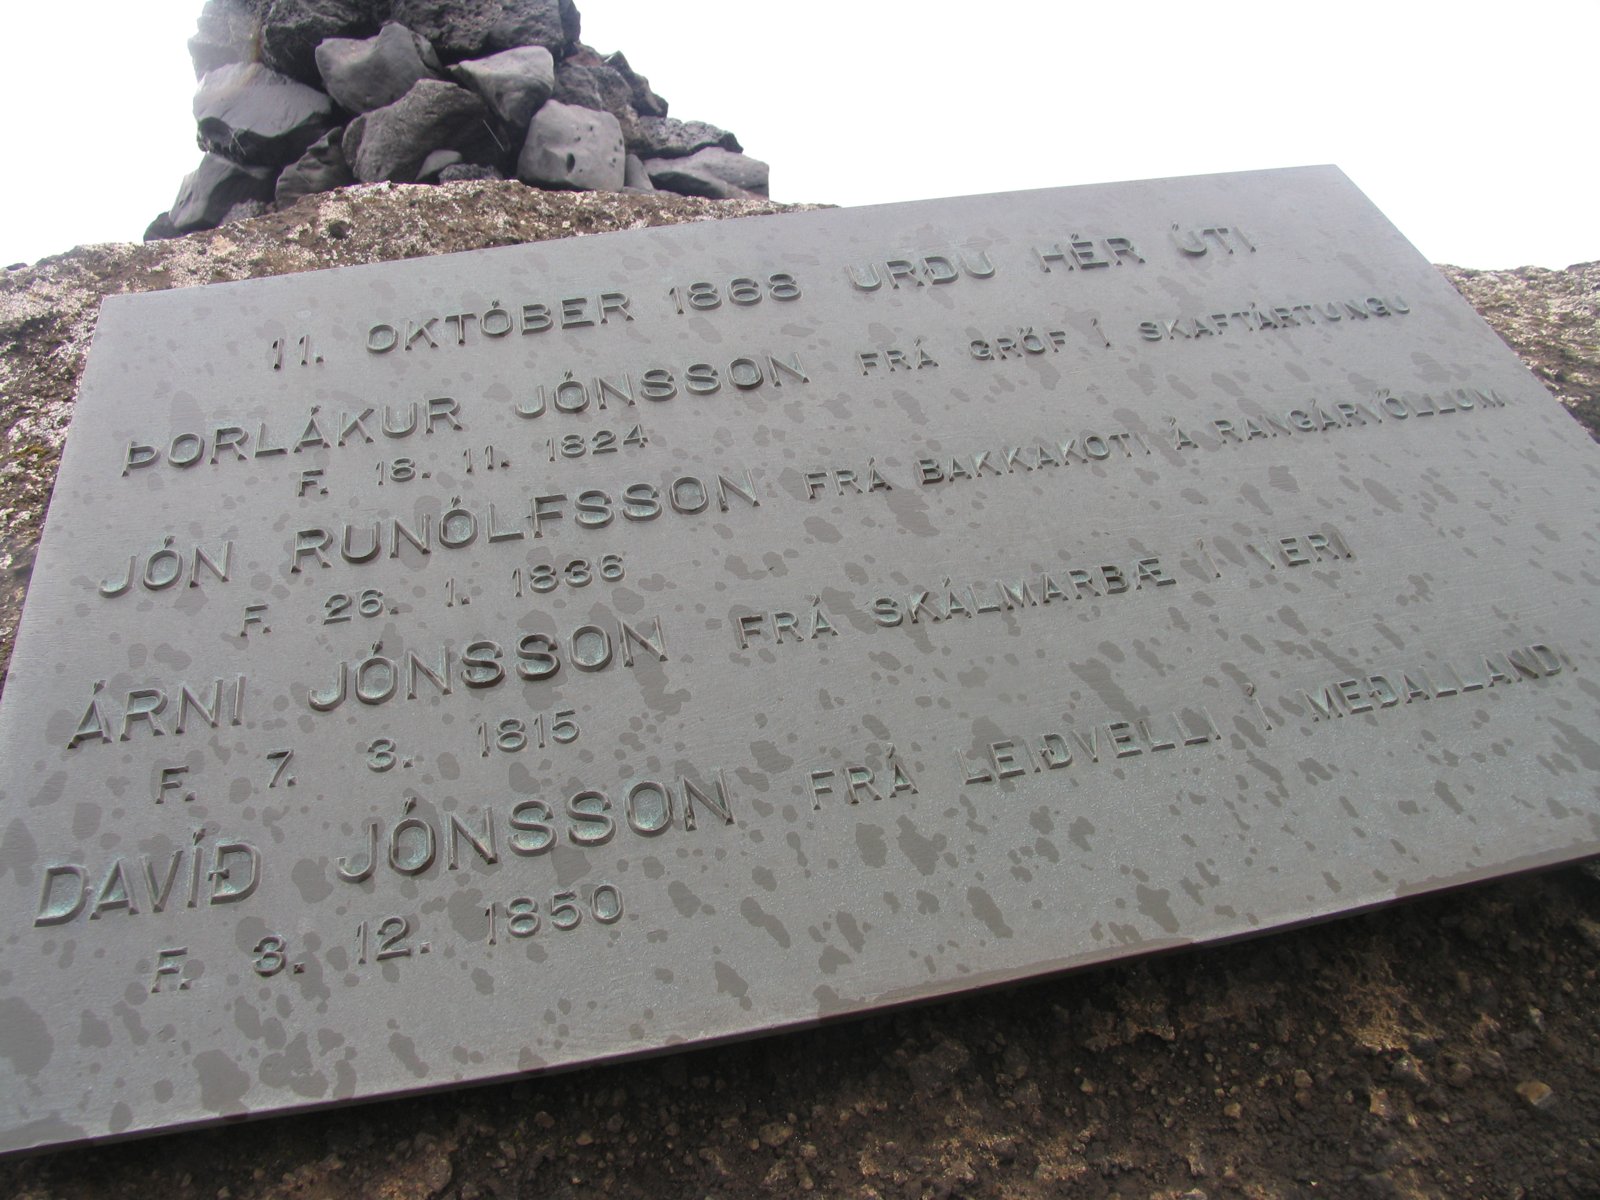 11. OKTÓBER 1868 URÐU HÉR ÚTI
ÞORLÁKUR JÓNSSON FRÁ GRÖF Í SKAFTÁRTUNGU
F. 18. 11. 1824
JÓN RUNÓLFSSON FRÁ BAKKAKOTI Á RANGÁRVÖLLUM
F. 26. 1. 1836
ÁRNI JÓNSSON FRÁ SKÁLMARBÆ Í VERI
F. 7. 3. 1815
DAVÍÐ JÓNSSON FRÁ LEIÐVELLI Í MEÐALLANDI
F. 3. 12. 1850